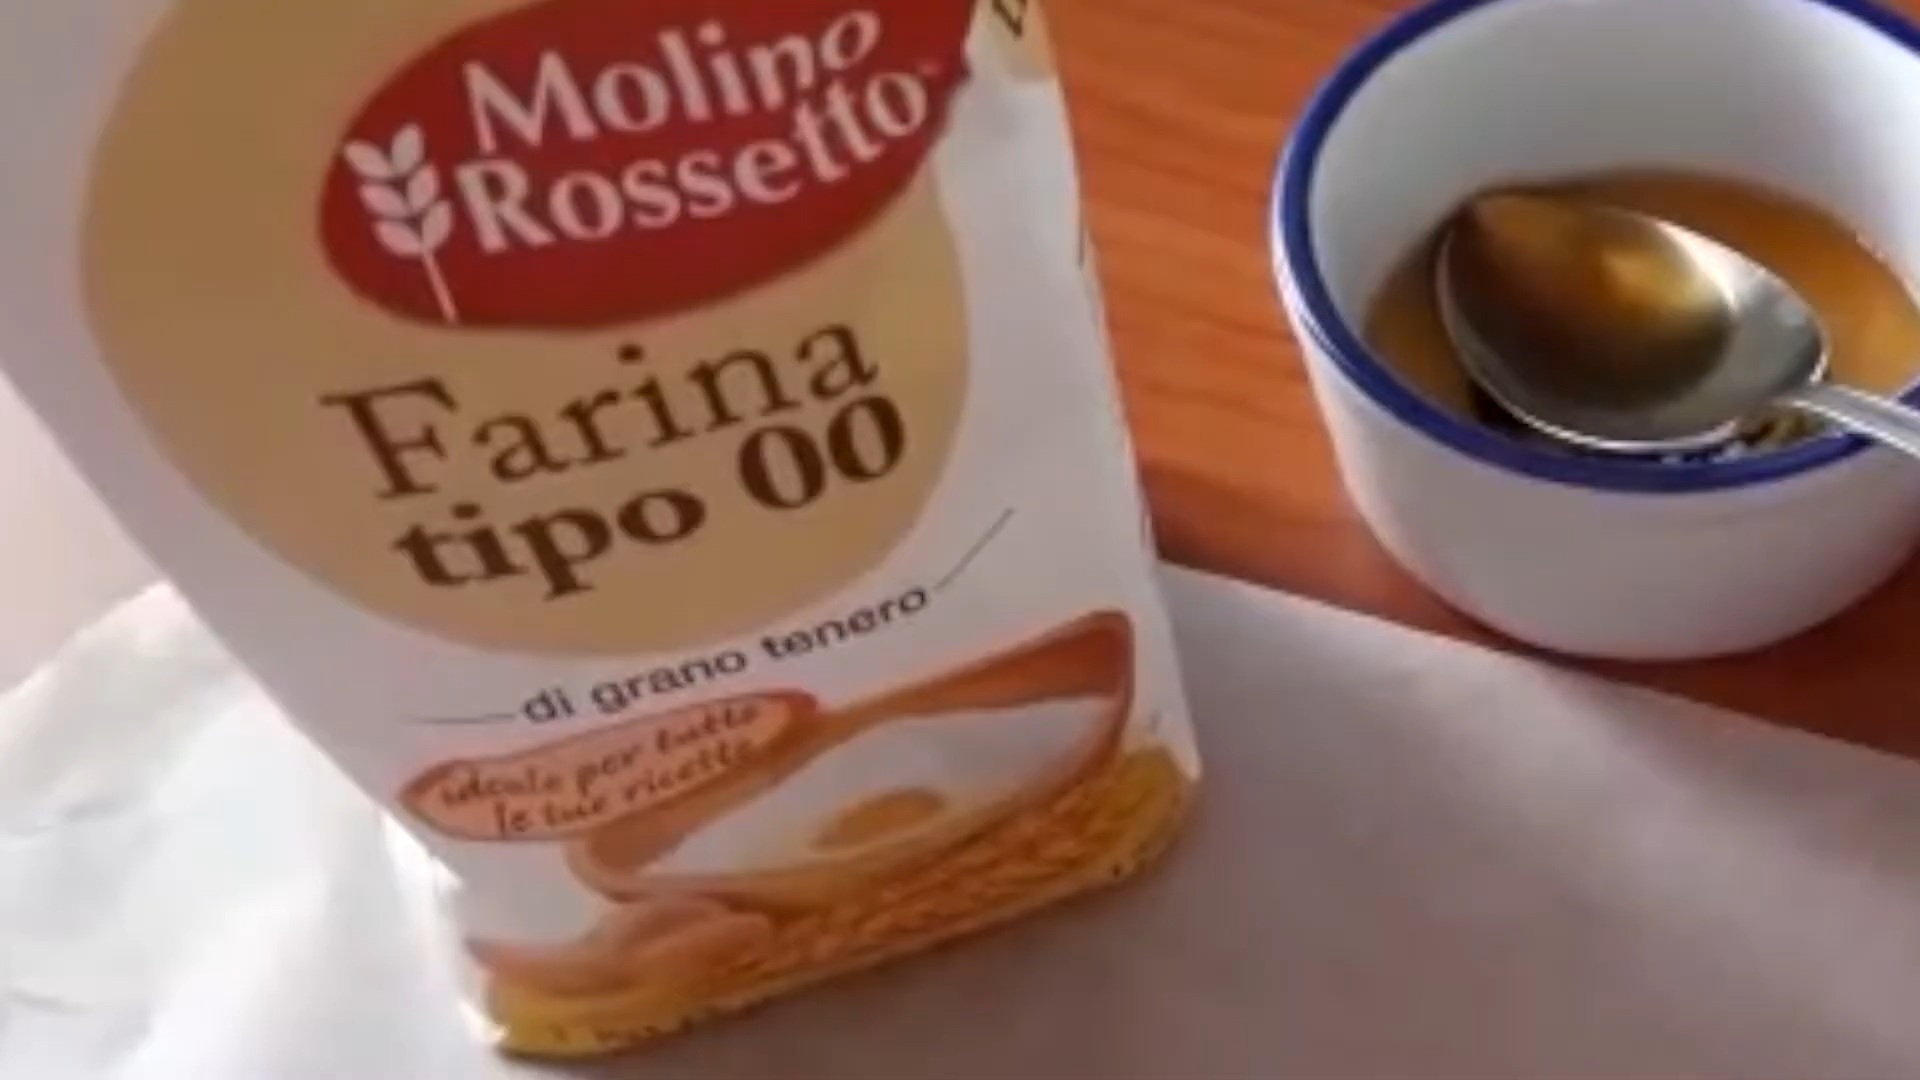 Molino
Rossetto
Farina
tipo 00
di grano tenero
ideale per tutte
le tue ricette